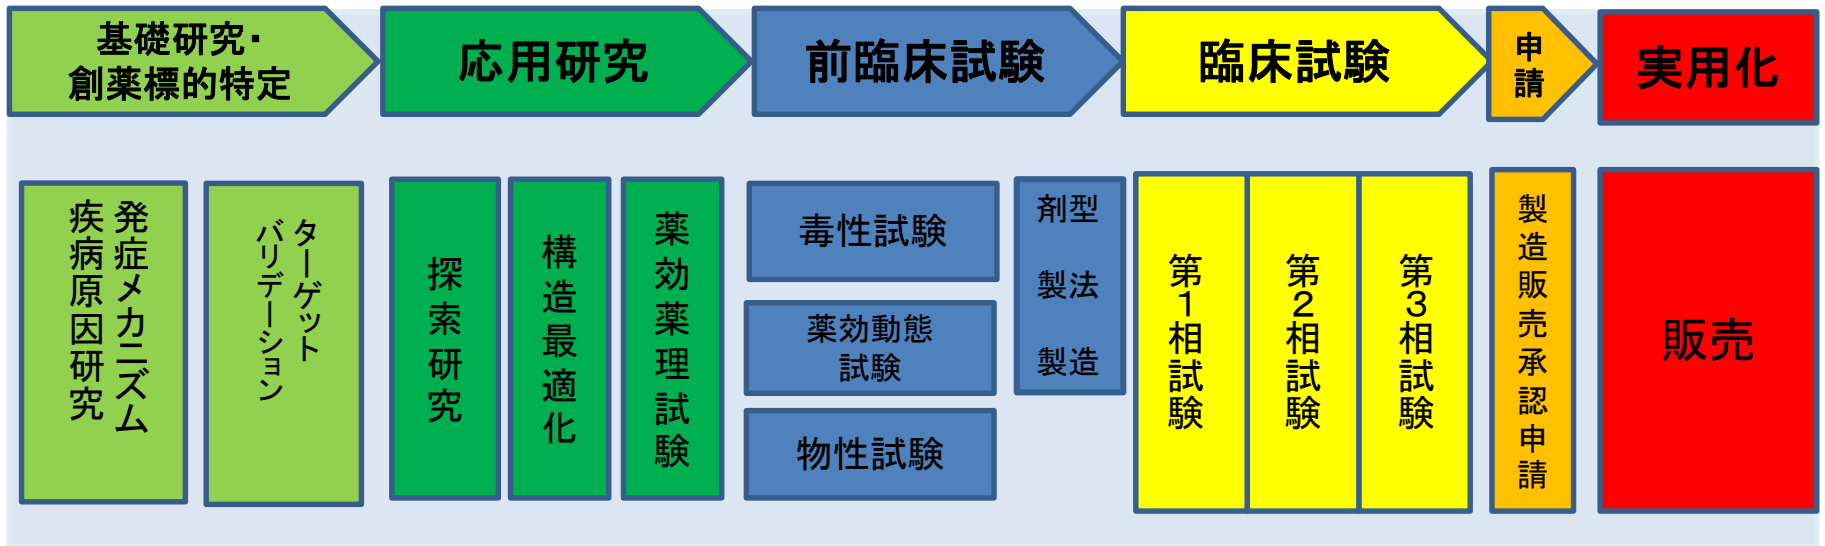 基礎研究・
創薬標的特定
応用研究
前臨床試験
臨床試験
申請
実用化
発症メカニズム
疾病原因研究
ターゲット
バリデーション
探索研究
構造最適化
薬効薬理試験
毒性試験
薬効動態
試験
物性試験
剤型
製法
製造
第1相試験
第2相試験
第3相試験
製造販売承認申請
販売